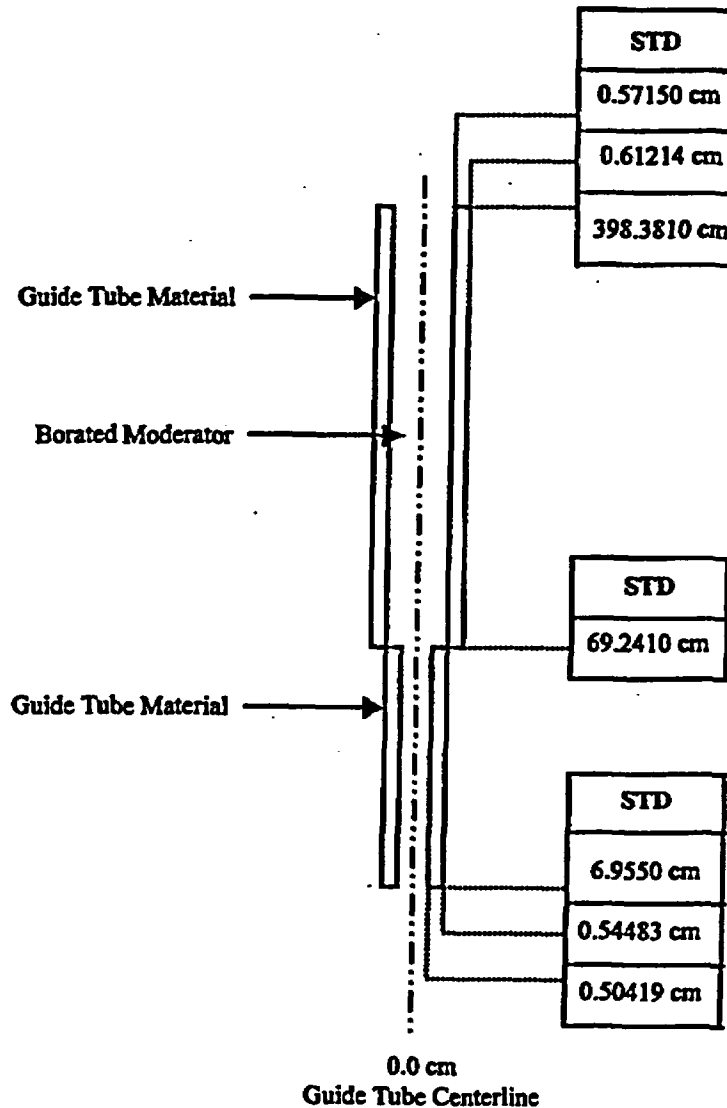 STD
0.57150 cm
0.61214 cm
398.3810 cm
Guide Tube Material
Borated Moderator
STD
69.2410 cm
Guide Tube Material
STD
6.9550 cm
0.54483 cm
0.50419 cm
0.0 cm
Guide Tube Centerline